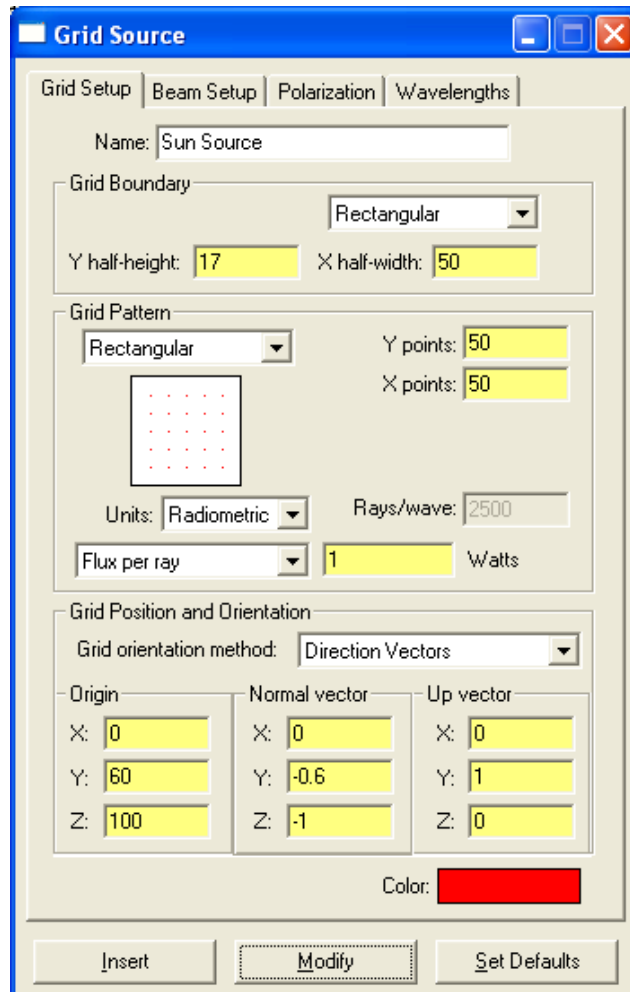 Grid Source
Grid Setup Beam Setup Polarization Wavelengths
Name: Sun Source
Grid Boundary
Rectangular
Y half-height: 17 X half-width: 50
Grid Pattern
Rectangular Y points: 50
X points: 50
Units: Radiometric Rays/wave: 2500
Flux per ray 1 Watts
Grid Position and Orientation
Grid orientation method: Direction Vectors
Origin Normal vector Up vector
X: 0 X: 0 X: 0
Y: 60 Y: -0.6 Y: 1
Z: 100 Z: -1 Z: 0
Color:
Insert Modify Set Defaults